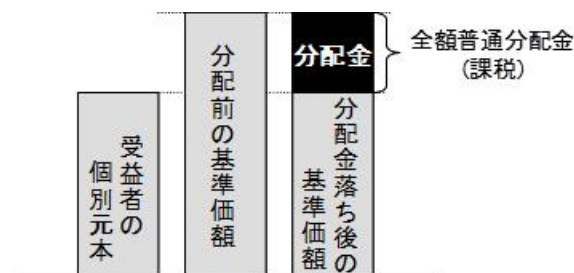 受益者の
個別元本
分配前の基準価額
分配金
分配金落ち後の
基準価額
全額普通分配金
(課税)